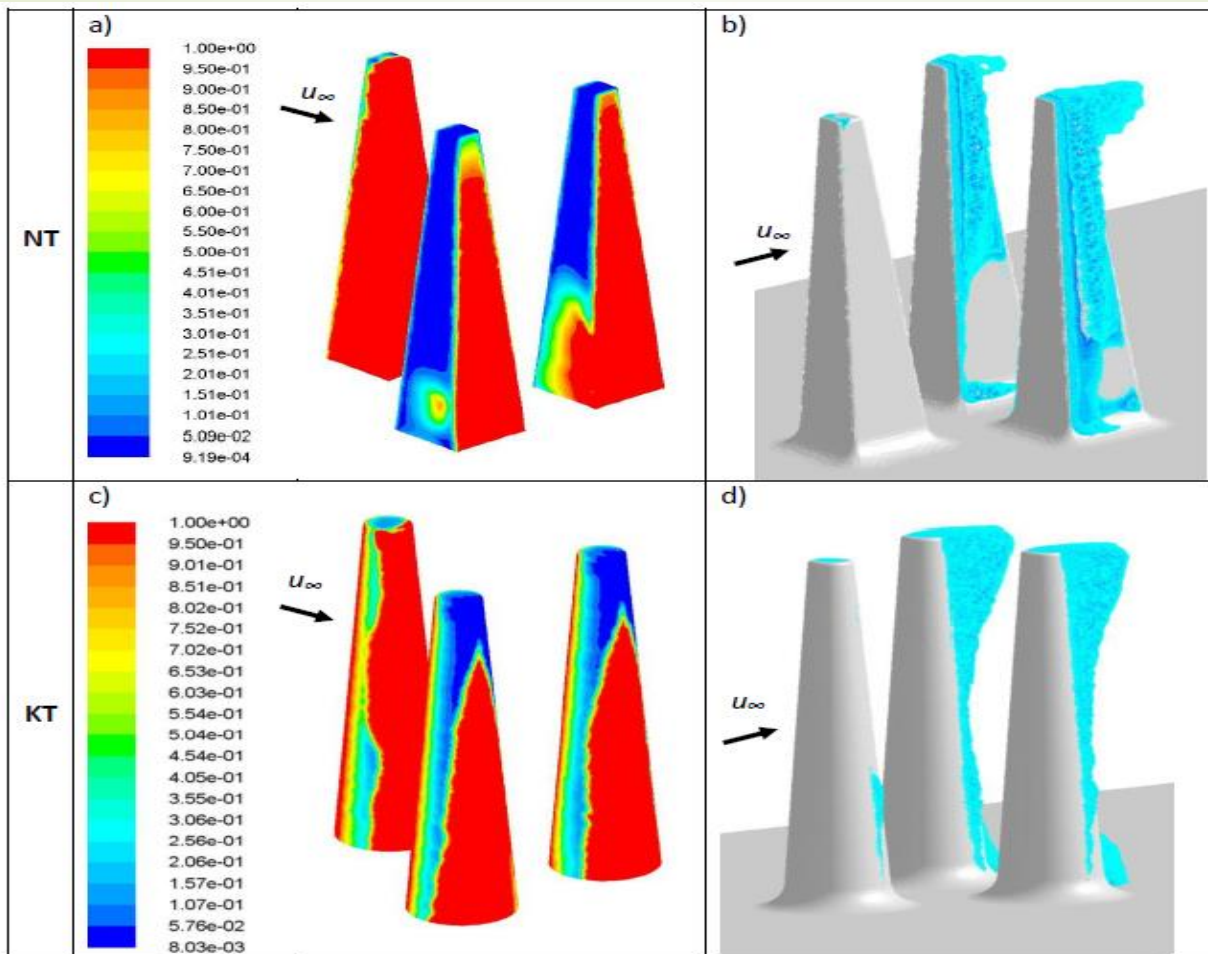 NT
a)
1.00e+00
9.50e-01
9.00e-01
8.50e-01
8.00e-01
7.50e-01
7.00e-01
6.50e-01
6.00e-01
5.50e-01
5.00e-01
4.51e-01
4.01e-01
3.51e-01
3.01e-01
2.51e-01
2.01e-01
1.51e-01
1.01e-01
5.09e-02
9.19e-04
u∞
b)
u∞
KT
c)
1.00e+00
9.50e-01
9.01e-01
8.51e-01
8.02e-01
7.52e-01
7.02e-01
6.53e-01
6.03e-01
5.54e-01
5.04e-01
4.54e-01
4.05e-01
3.55e-01
3.06e-01
2.56e-01
2.06e-01
1.57e-01
1.07e-01
5.76e-02
8.03e-03
u∞
d)
u∞